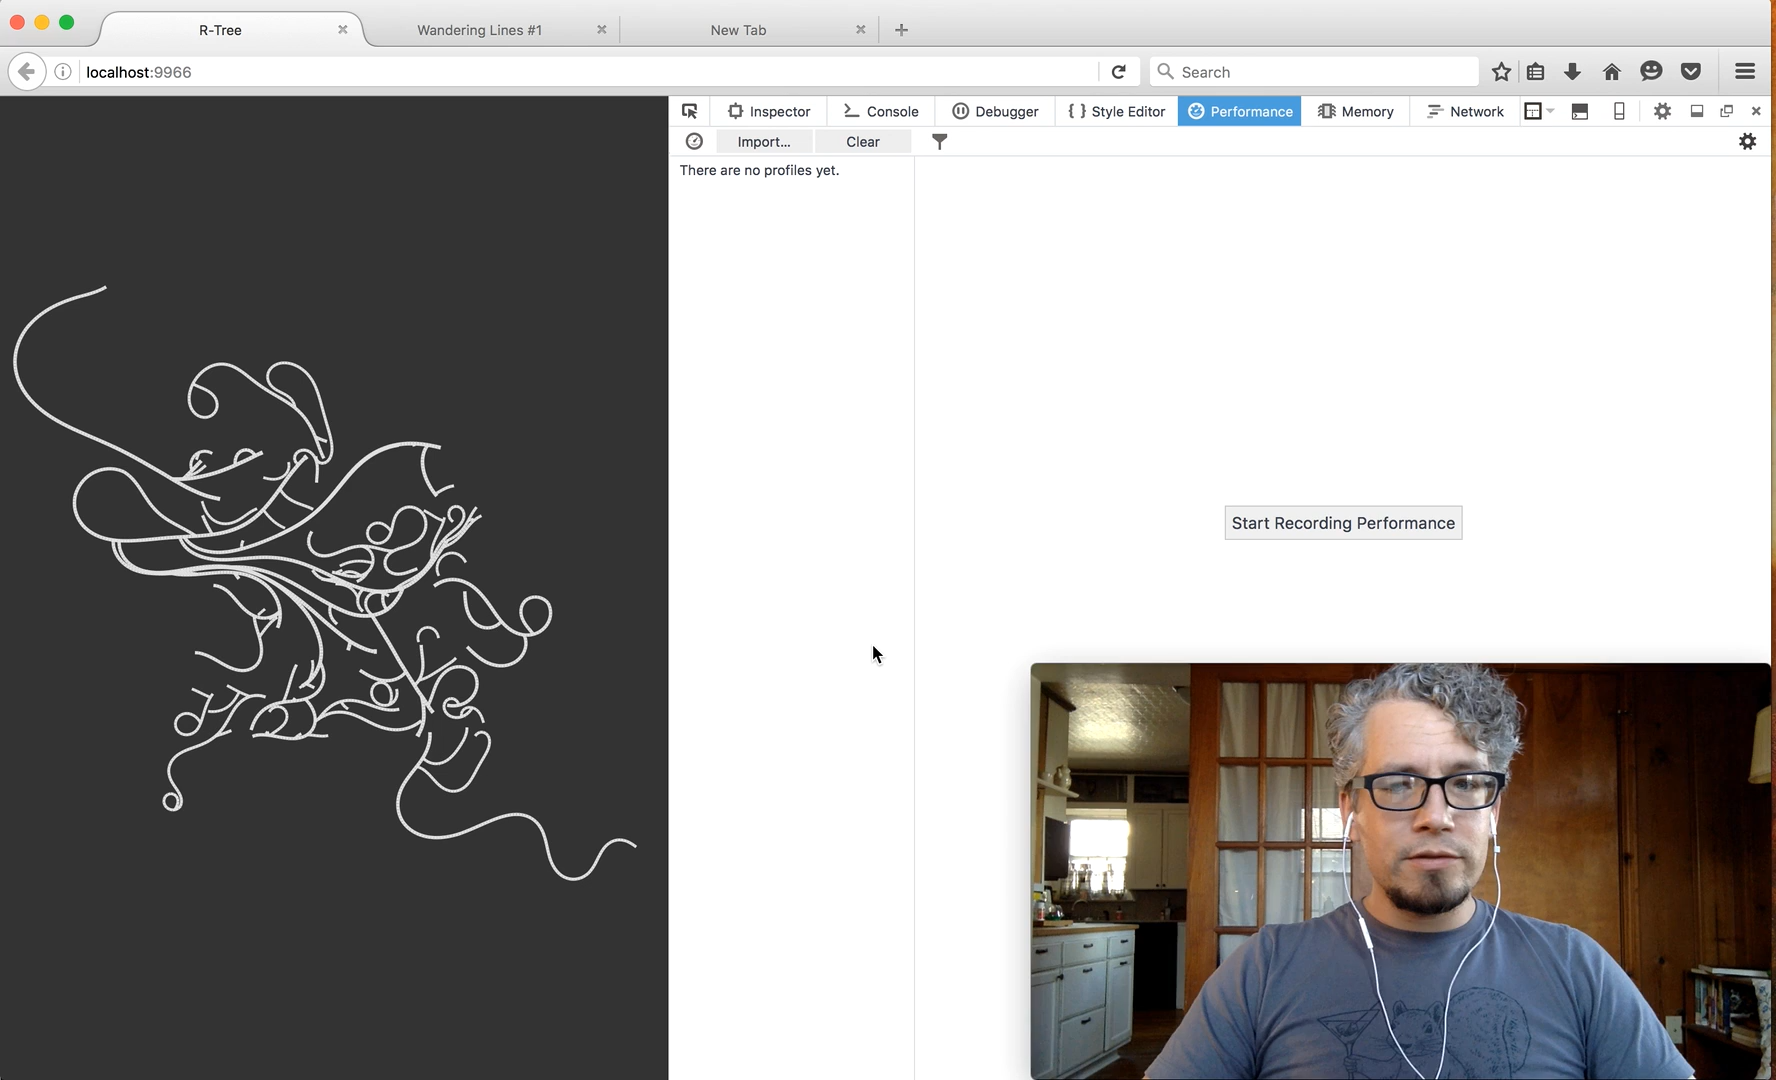 R-Tree
Wandering Lines #1
New Tab
localhost:9966
Search
Inspector
Console
Debugger
{ } Style Editor
Performance
Memory
Network
Import...
Clear
There are no profiles yet.
Start Recording Performance